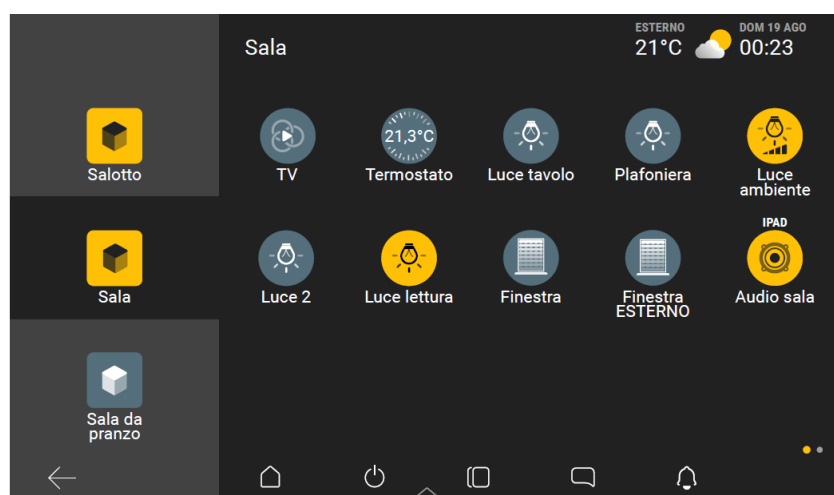 Sala
ESTERNO
21°C
DOM 19 AGO
00:23
Salotto
Sala
Sala da
pranzo
TV
21,3°C
Termostato
Luce tavolo
Plafoniera
Luce
ambiente
Luce 2
Luce lettura
Finestra
Finestra
ESTERNO
IPAD
Audio sala